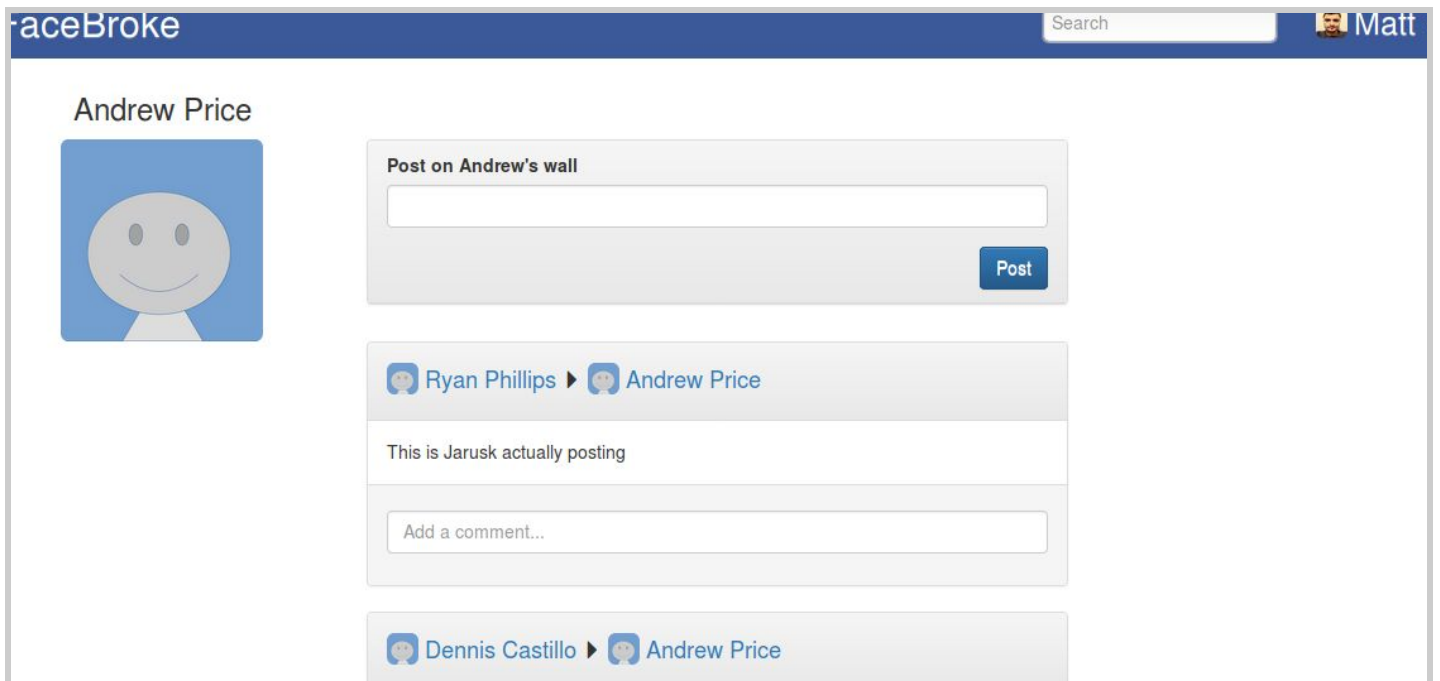 FaceBroke
Search
Matt
Andrew Price
Post on Andrew's wall
Post
Ryan Phillips Andrew Price
This is Jarusk actually posting
Add a comment...
Dennis Castillo Andrew Price